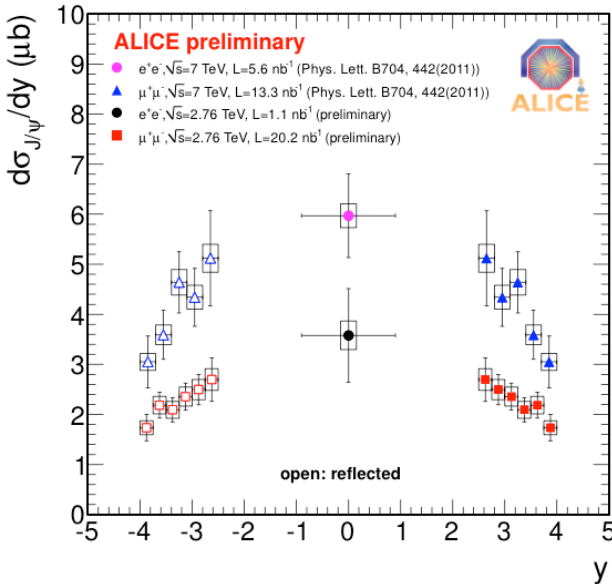 ALICE preliminary
e⁺e⁻,√s=7 TeV, L=5.6 nb⁻¹ (Phys. Lett. B704, 442(2011))
μ⁺μ⁻,√s=7 TeV, L=13.3 nb⁻¹ (Phys. Lett. B704, 442(2011))
e⁺e⁻,√s=2.76 TeV, L=1.1 nb⁻¹ (preliminary)
μ⁺μ⁻,√s=2.76 TeV, L=20.2 nb⁻¹ (preliminary)
ALICE
dσ_J/ψ/dy (μb)
10
9
8
7
6
5
4
3
2
1
0
open: reflected
-5 -4 -3 -2 -1 0 1 2 3 4 5
y